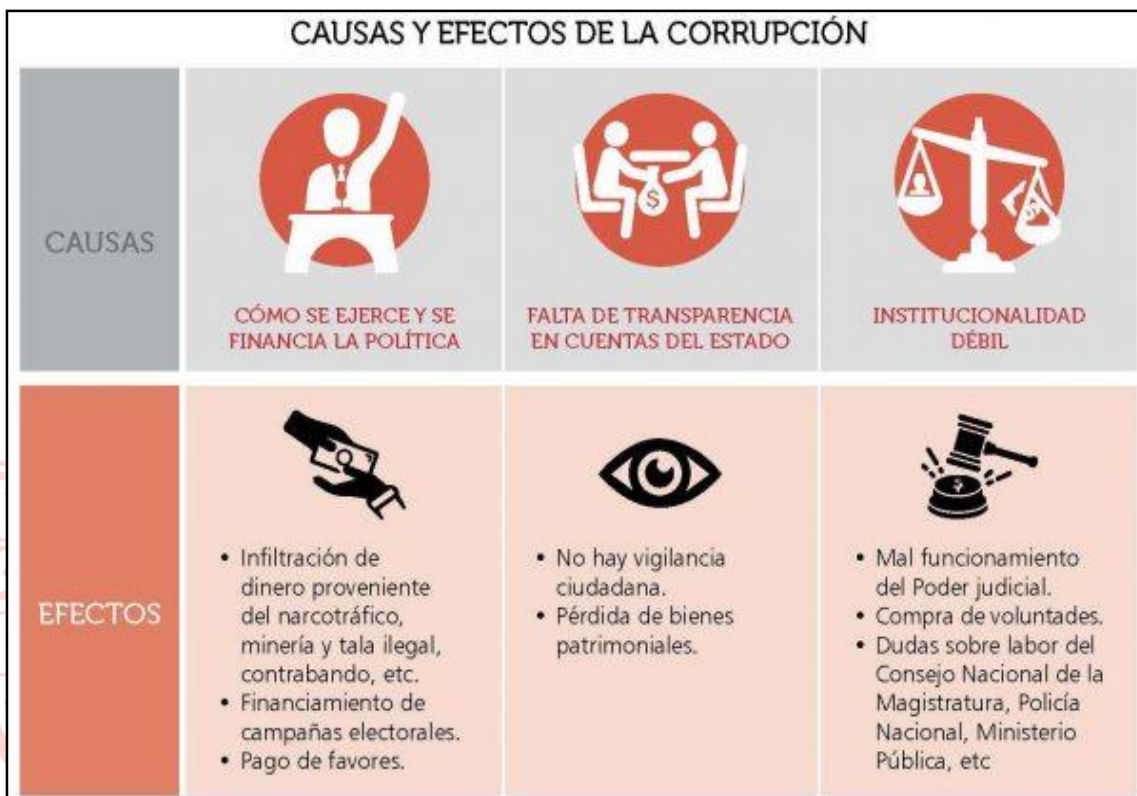 CAUSAS Y EFECTOS DE LA CORRUPCIÓN
CAUSAS
CÓMO SE EJERCE Y SE
FINANCIA LA POLÍTICA
FALTA DE TRANSPARENCIA
EN CUENTAS DEL ESTADO
INSTITUCIONALIDAD
DÉBIL
$
EFECTOS
• Infiltración de
dinero proveniente
del narcotráfico,
minería y tala ilegal,
contrabando, etc.
• Financiamiento de
campañas electorales.
• Pago de favores.
• No hay vigilancia
ciudadana.
• Pérdida de bienes
patrimoniales.
• Mal funcionamiento
del Poder judicial.
• Compra de voluntades.
• Dudas sobre labor del
Consejo Nacional de la
Magistratura, Policía
Nacional, Ministerio
Pública, etc